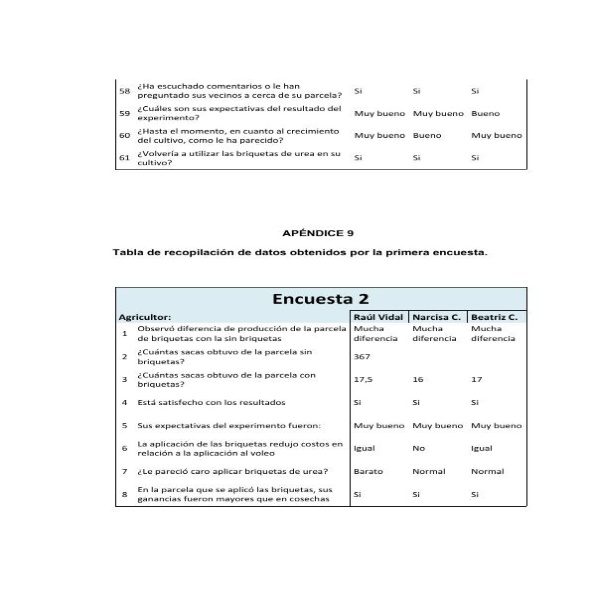 58 ¿Ha escuchado comentarios o le han
preguntado sus vecinos a cerca de su parcela? Si Si Si
59 ¿Cuáles son sus expectativas del resultado del
experimento? Muy bueno Muy bueno Bueno
60 ¿Hasta el momento, en cuanto al crecimiento
del cultivo, como le ha parecido? Muy bueno Bueno Muy bueno
61 ¿Volvería a utilizar las briquetas de urea en su
cultivo? Si Si Si
APÉNDICE 9
Tabla de recopilación de datos obtenidos por la primera encuesta.
Encuesta 2
Agricultor: Raúl Vidal Narcisa C. Beatriz C.
1 Observó diferencia de producción de la parcela Mucha Mucha Mucha
de briquetas con la sin briquetas diferencia diferencia diferencia
2 ¿Cuántas sacas obtuvo de la parcela sin
briquetas? 367
3 ¿Cuántas sacas obtuvo de la parcela con
briquetas? 17,5 16 17
4 Está satisfecho con los resultados Si Si Si
5 Sus expectativas del experimento fueron: Muy bueno Muy bueno Muy bueno
6 La aplicación de las briquetas redujo costos en
relación a la aplicación al voleo Igual No Igual
7 ¿Le pareció caro aplicar briquetas de urea? Barato Normal Normal
8 En la parcela que se aplicó las briquetas, sus
ganancias fueron mayores que en cosechas Si Si Si